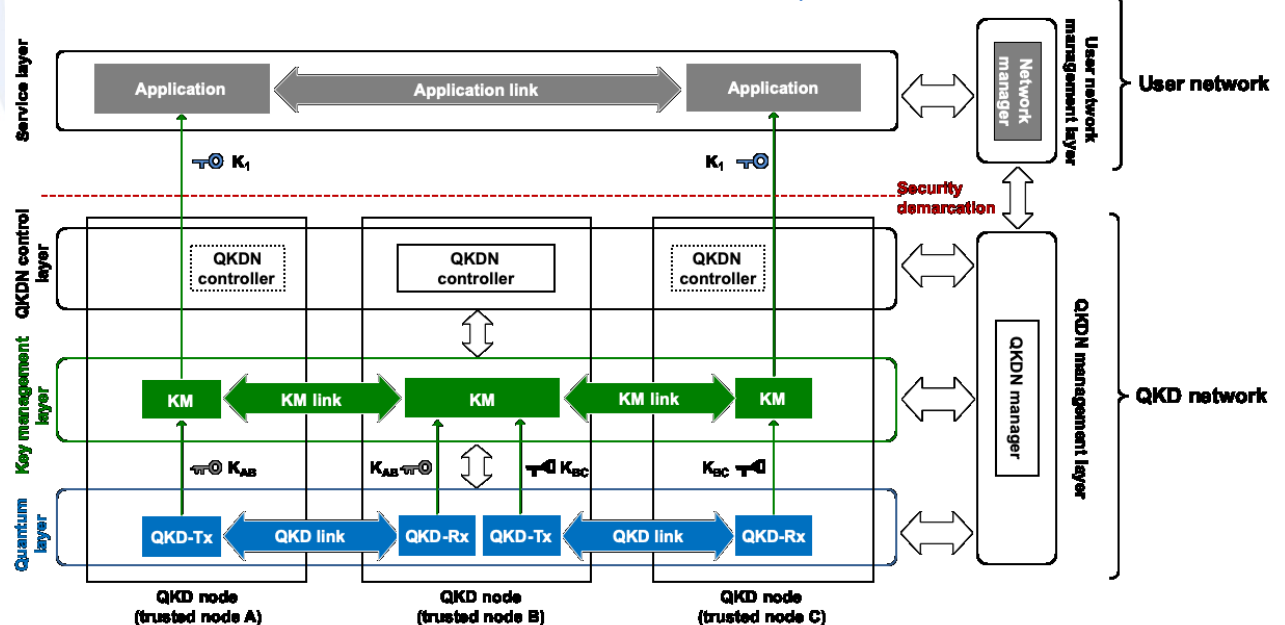 Service layer
Application
Application link
Application
Network
manager
User network
management layer
User network
K1
K1
Security
demarcation
QKDN control
layer
QKDN
controller
QKDN
controller
QKDN
controller
Key management
layer
KM
KM link
KM
KM link
KM
QKDN manager
QKDN management layer
QKD network
KAB
KAB
KBC
KBC
Quantum
layer
QKD-Tx
QKD link
QKD-Rx
QKD-Tx
QKD link
QKD-Rx
QKD node
(trusted node A)
QKD node
(trusted node B)
QKD node
(trusted node C)